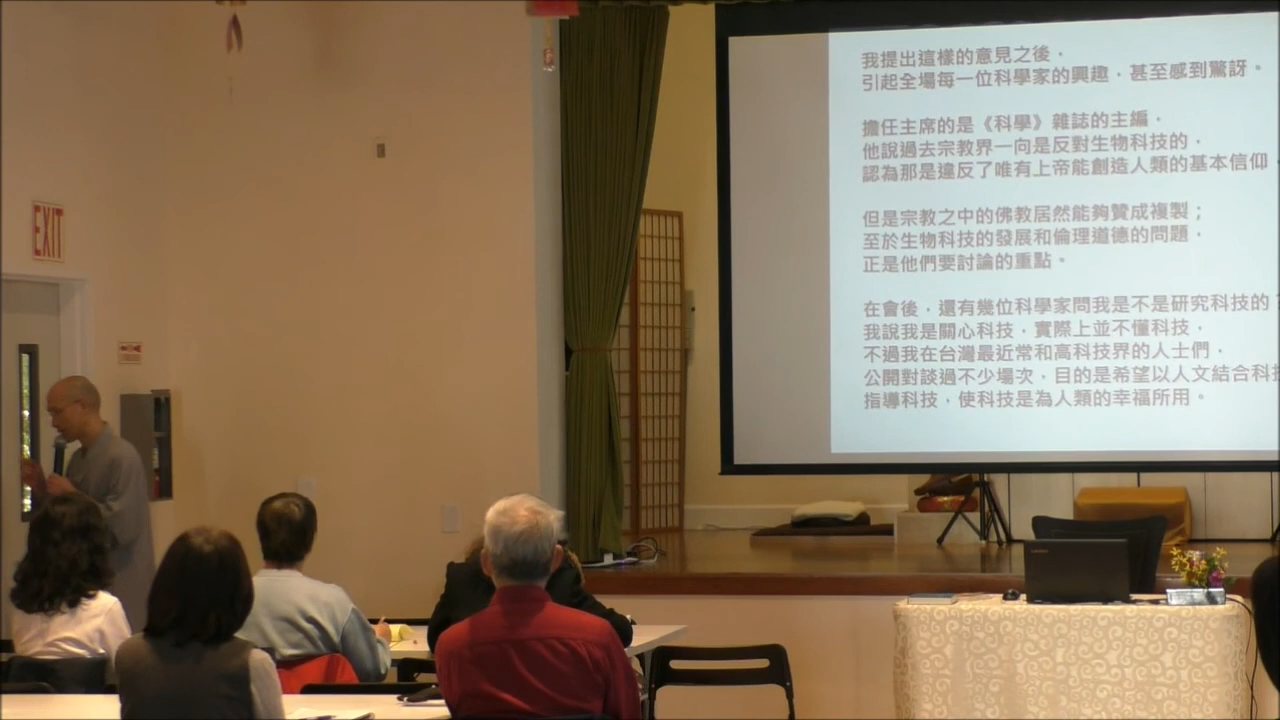 我提出這樣的意見之後，
引起全場每一位科學家的興趣，甚至感到驚訝。
擔任主席的是《科學》雜誌的主編，
他說過去宗教界一向是反對生物科技的，
認為那是違反了唯有上帝能創造人類的基本信仰
但是宗教之中的佛教居然能夠贊成複製；
至於生物科技的發展和倫理道德的問題，
正是他們要討論的重點。
在會後，還有幾位科學家問我是不是研究科技的
我說我是關心科技，實際上並不懂科技，
不過我在台灣最近常和高科技界的人士們，
公開對談過不少場次，目的是希望以人文結合科技
指導科技，使科技是為人類的幸福所用。
EXIT